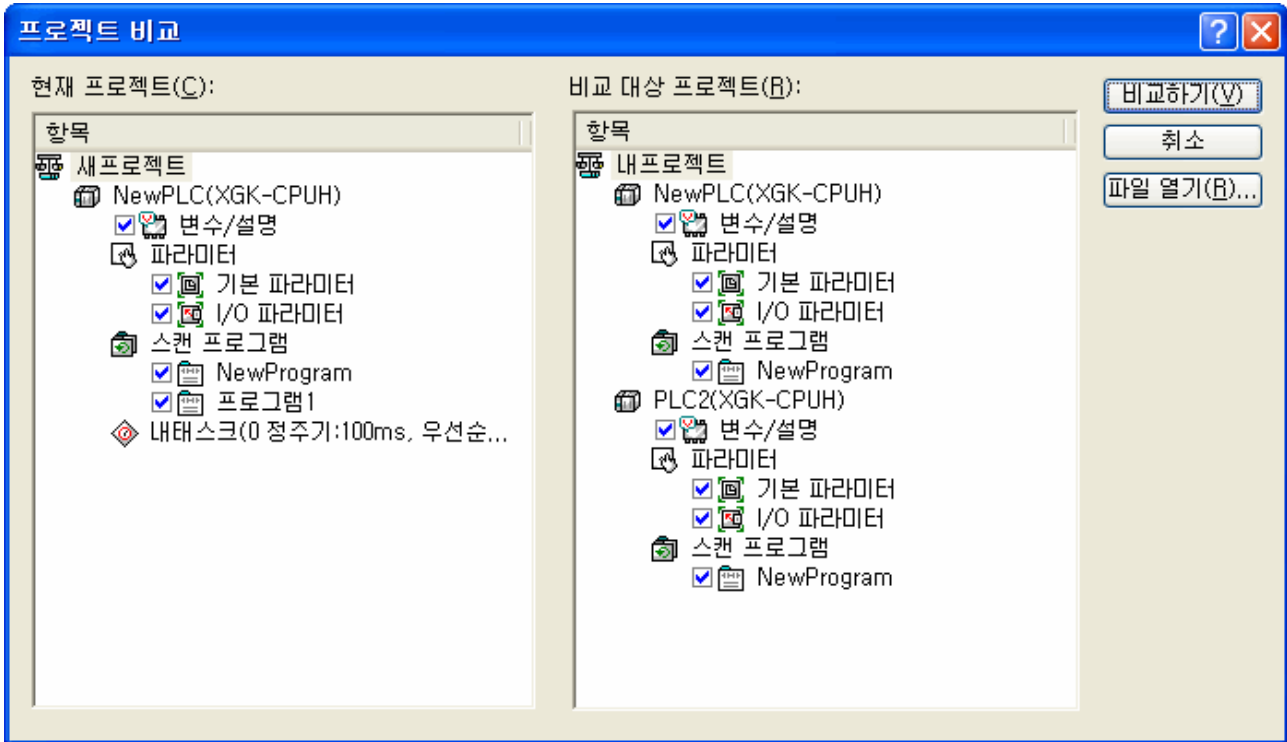 프로젝트 비교
현재 프로젝트(C):
항목
새프로젝트
NewPLC(XGK-CPUH)
변수/설명
파라미터
기본 파라미터
I/O 파라미터
스캔 프로그램
NewProgram
프로그램1
내태스크(0 정주기:100ms, 우선순...
비교 대상 프로젝트(R):
항목
내프로젝트
NewPLC(XGK-CPUH)
변수/설명
파라미터
기본 파라미터
I/O 파라미터
스캔 프로그램
NewProgram
PLC2(XGK-CPUH)
변수/설명
파라미터
기본 파라미터
I/O 파라미터
스캔 프로그램
NewProgram
비교하기(V)
취소
파일 열기(R)...